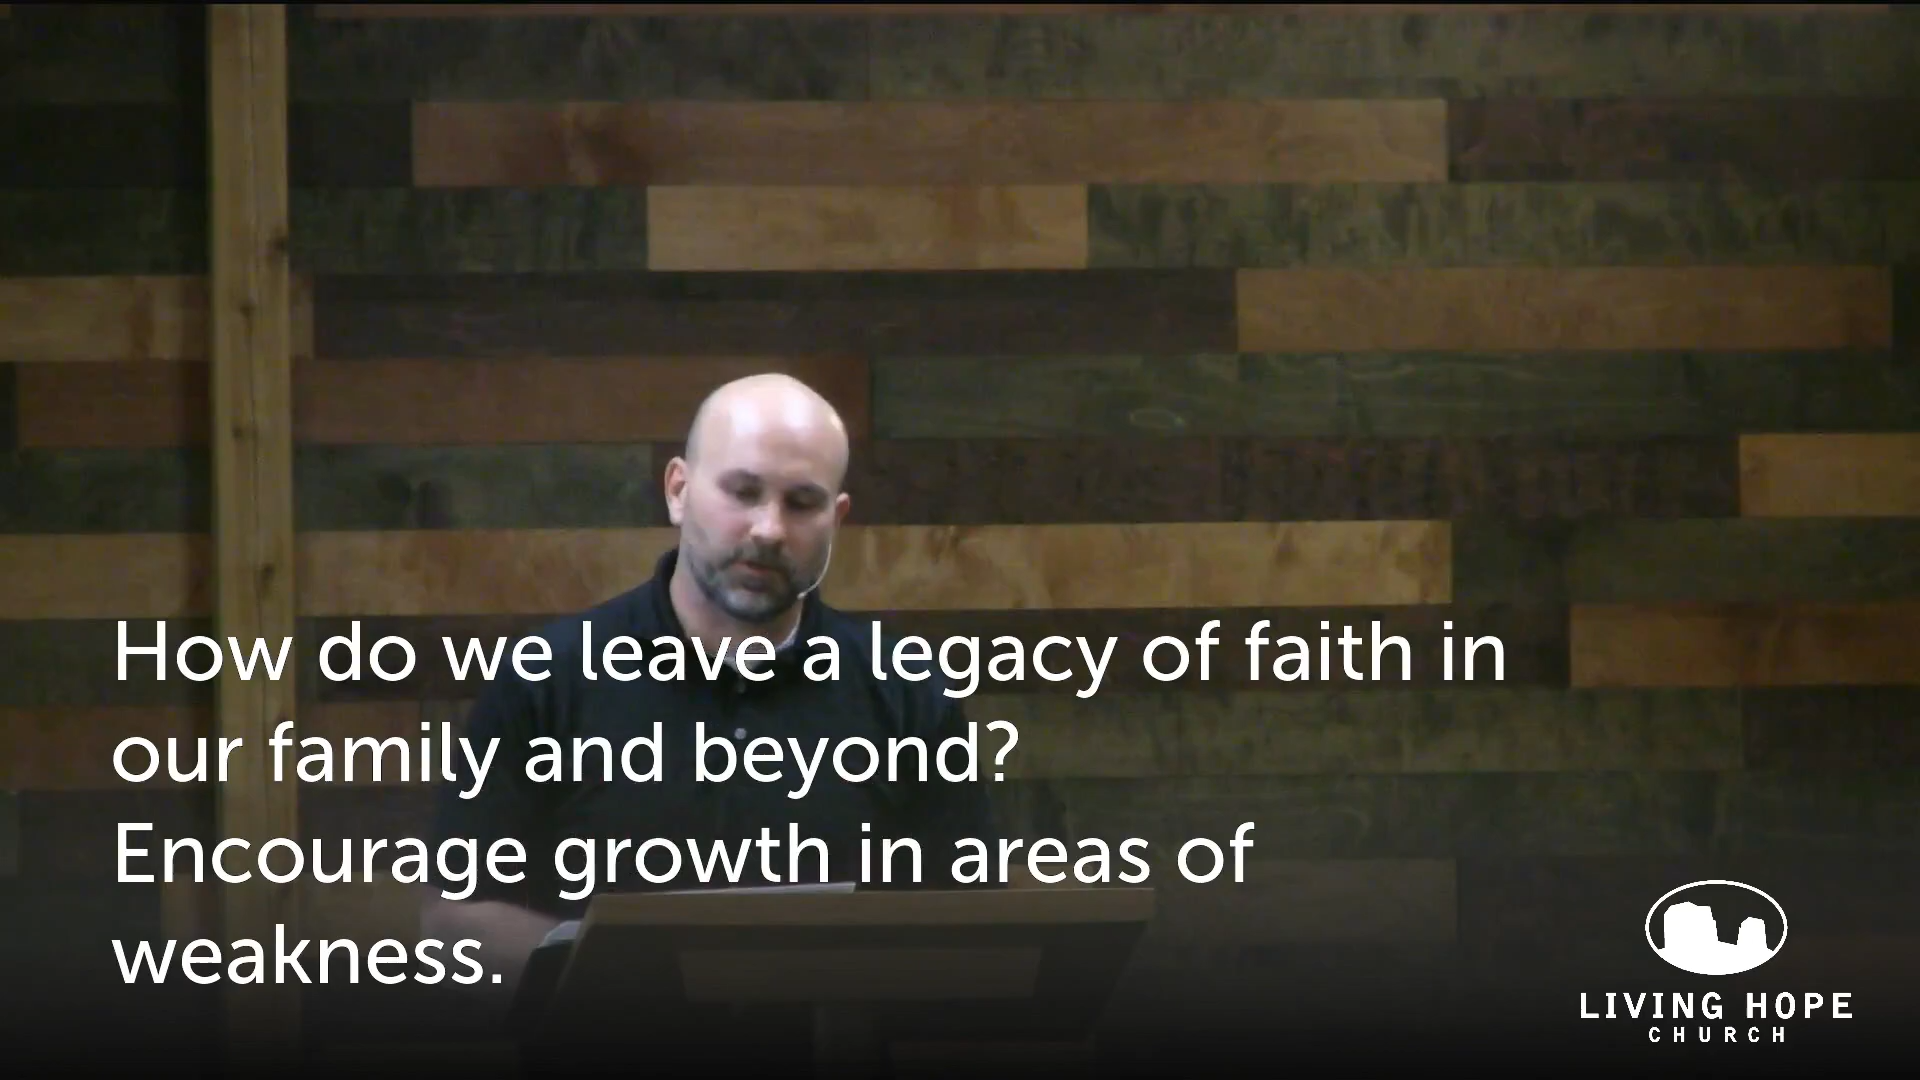 How do we leave a legacy of faith in
our family and beyond?
Encourage growth in areas of
weakness.
LIVING HOPE
CHURCH